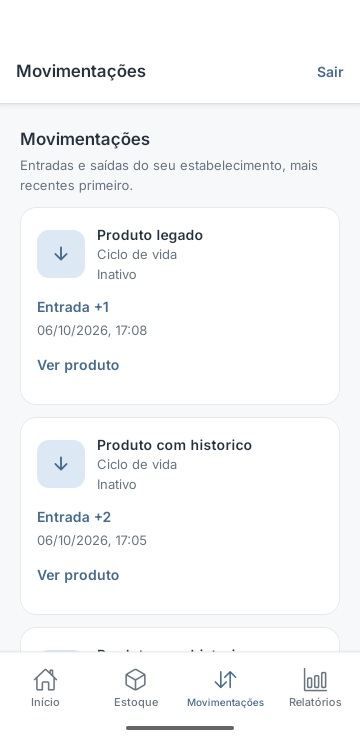 Movimentações
Sair
Movimentações
Entradas e saídas do seu estabelecimento, mais
recentes primeiro.
Produto legado
Ciclo de vida
Inativo
Entrada +1
06/10/2026, 17:08
Ver produto
Produto com historico
Ciclo de vida
Inativo
Entrada +2
06/10/2026, 17:05
Ver produto
Início
Estoque
Movimentações
Relatórios